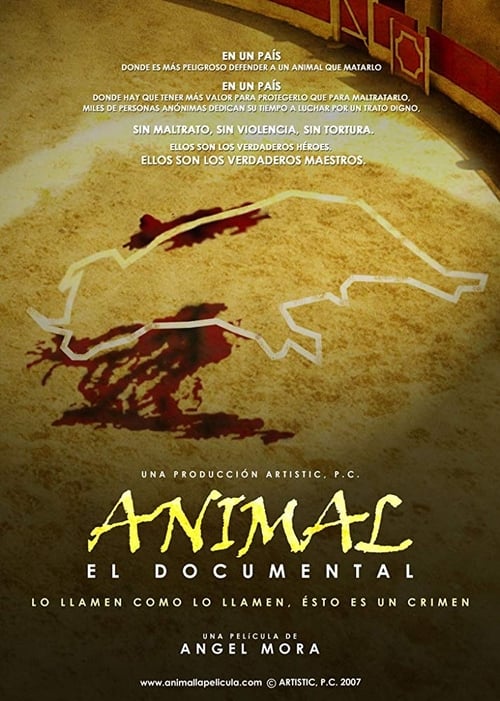 EN UN PAÍS
DONDE ES MÁS PELIGROSO DEFENDER A UN ANIMAL QUE MATARLO
EN UN PAÍS
DONDE HAY QUE TENER MÁS VALOR PARA PROTEGERLO QUE PARA MALTRATARLO,
MILES DE PERSONAS ANÓNIMAS DEDICAN SU TIEMPO A LUCHAR POR UN TRATO DIGNO,
SIN MALTRATO, SIN VIOLENCIA, SIN TORTURA.
ELLOS SON LOS VERDADEROS HÉROES.
ELLOS SON LOS VERDADEROS MAESTROS.
UNA PRODUCCIÓN ARTISTIC, P.C.
ANIMAL
EL DOCUMENTAL
LO LLAMEN COMO LO LLAMEN, ÉSTO ES UN CRIMEN
UNA PELÍCULA DE
ANGEL MORA
www.animallapelicula.com © ARTISTIC, P.C. 2007